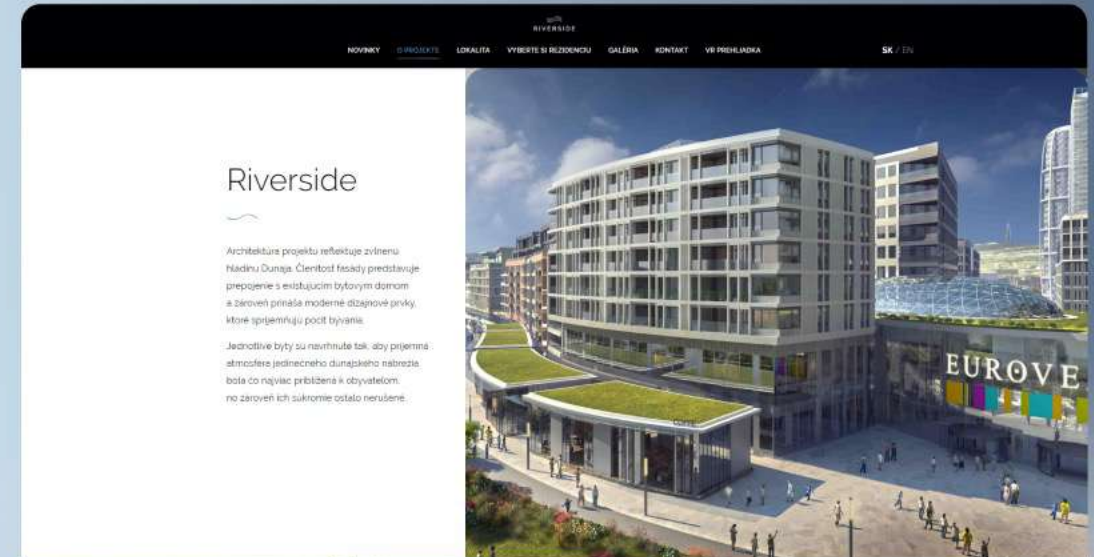 RIVERSIDE
NOVINKY O PROJEKTE LOKALITA VYBERTE SI REZIDENCIU GALÉRIA KONTAKT VR PREHLIADKA SK / EN
Riverside
Architektúra projektu reflektuje zvlnenú
hladinu Dunaja. Členitosť fasády predstavuje
prepojenie s existujúcim bytovým domom
a zároveň prináša moderné dizajnové prvky,
ktoré spríjemňujú pocit bývania.
Jednotlivé byty sú navrhnuté tak, aby príjemná
atmosféra jedinečného dunajského nábrežia
bola čo najviac priblížená k obyvateľom,
no zároveň ich súkromie ostalo nerušené.
EUROVE